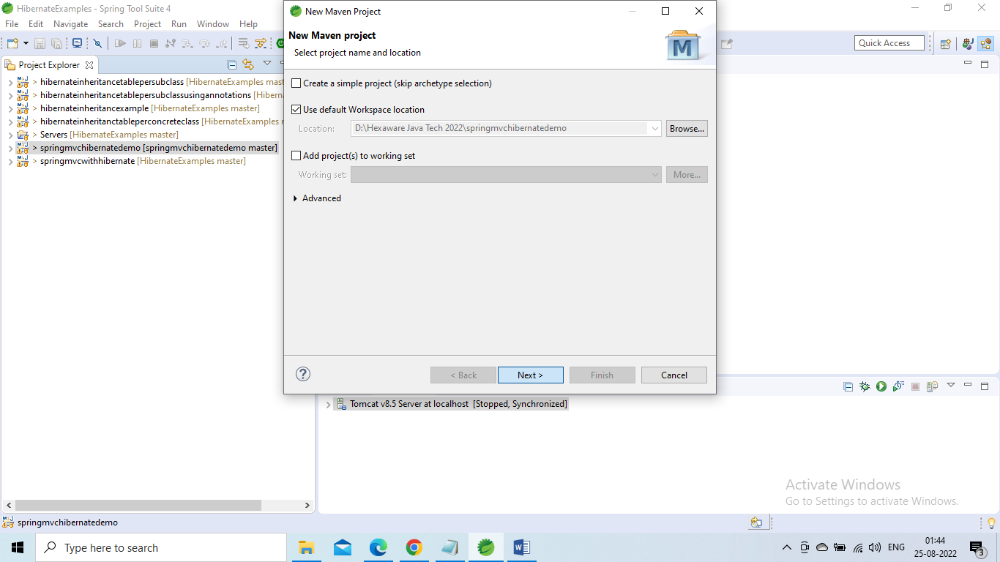 HibernateExamples - Spring Tool Suite 4
File Edit Navigate Search Project Run Window Help
Quick Access
Project Explorer
> hibernateinheritancetablepersubclass [HibernateExamples mast
> hibernateinheritancetablepersubclassusingannotations [Hibern
> hibernateinheritancexample [HibernateExamples master]
> hibernateinheritanctableperconcreteclass [HibernateExamples r
> Servers [HibernateExamples master]
> springmvchibernatedemo [springmvchibernatedemo master]
> springmvcwithhibernate [HibernateExamples master]
New Maven Project
New Maven project
Select project name and location
M
Create a simple project (skip archetype selection)
Use default Workspace location
Location: D:\Hexaware Java Tech 2022\springmvchibernatedemo Browse...
Add project(s) to working set
Working set: More...
Advanced
? < Back Next > Finish Cancel
Tomcat v8.5 Server at localhost [Stopped, Synchronized]
Activate Windows
Go to Settings to activate Windows.
springmvchibernatedemo
Type here to search
W
ENG
01:44
25-08-2022
3